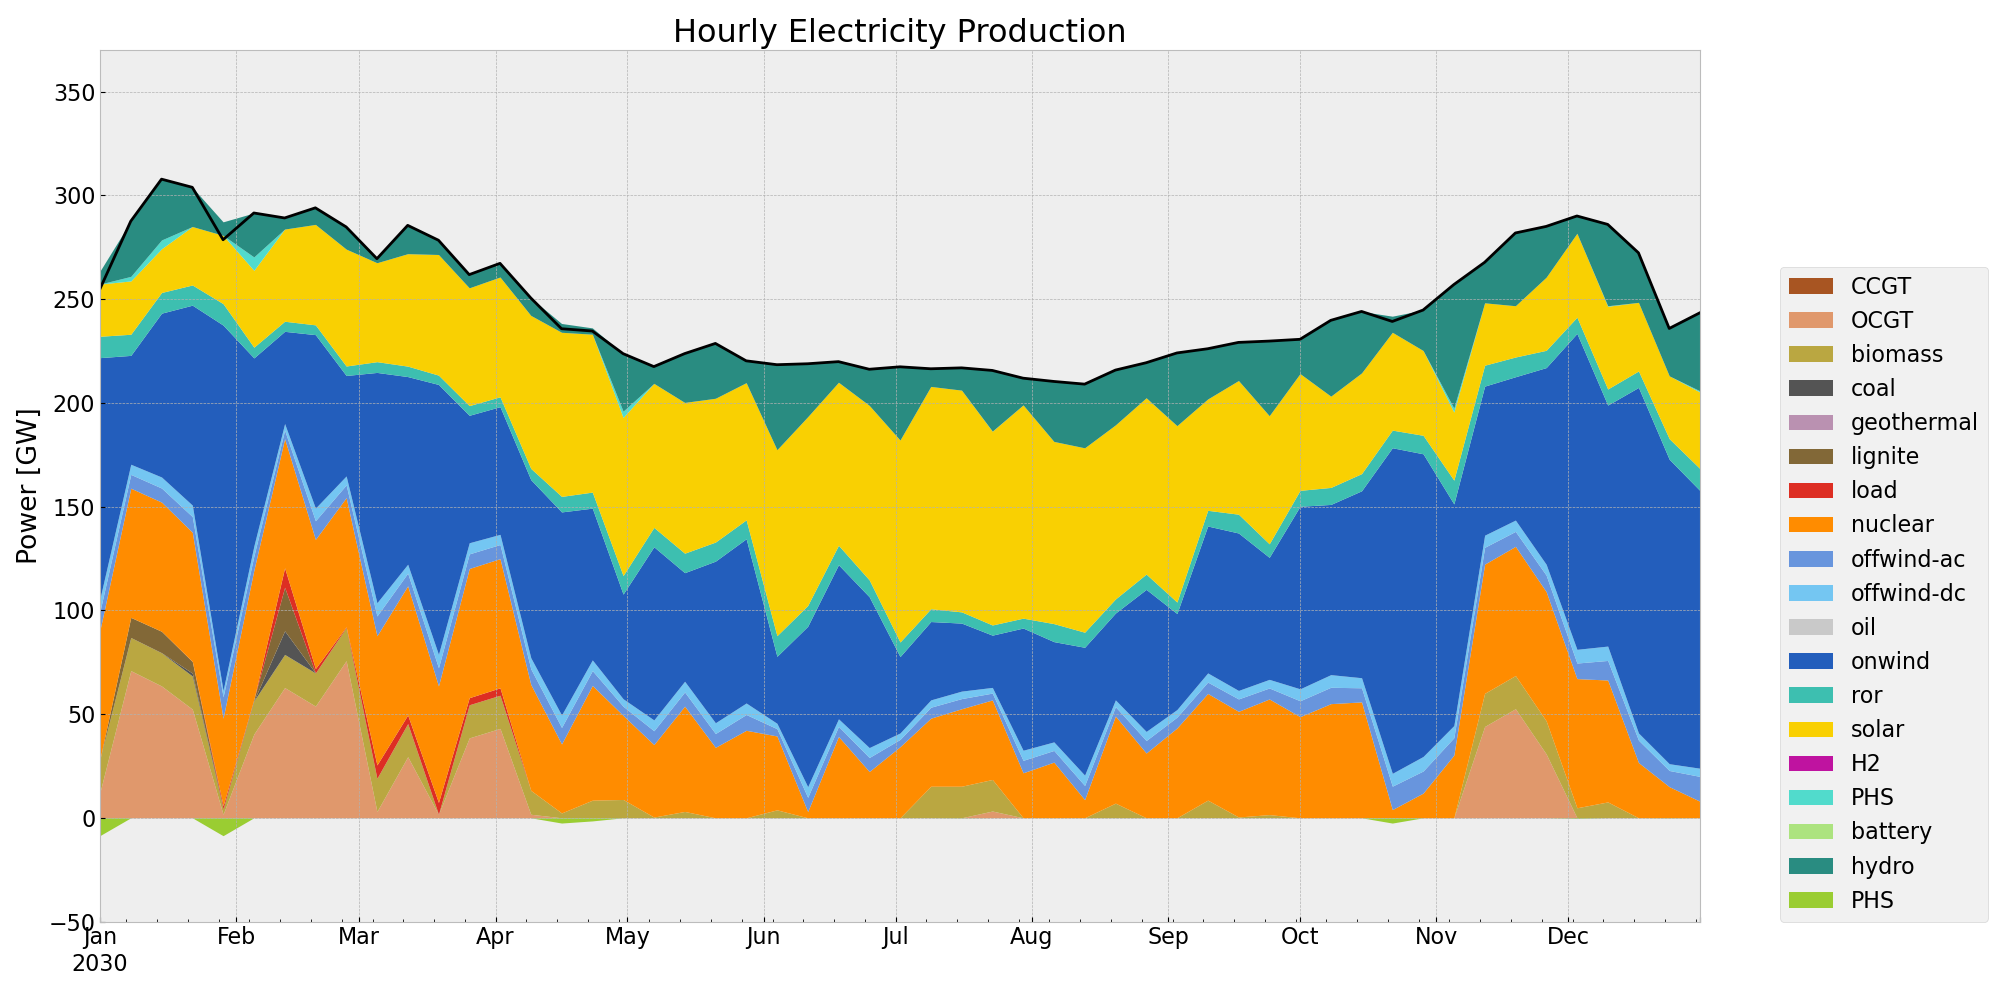 Hourly Electricity Production
Power [GW]
350
300
250
200
150
100
50
0
−50
Jan Feb Mar Apr May Jun Jul Aug Sep Oct Nov Dec
2030
CCGT
OCGT
biomass
coal
geothermal
lignite
load
nuclear
offwind-ac
offwind-dc
oil
onwind
ror
solar
H2
PHS
battery
hydro
PHS